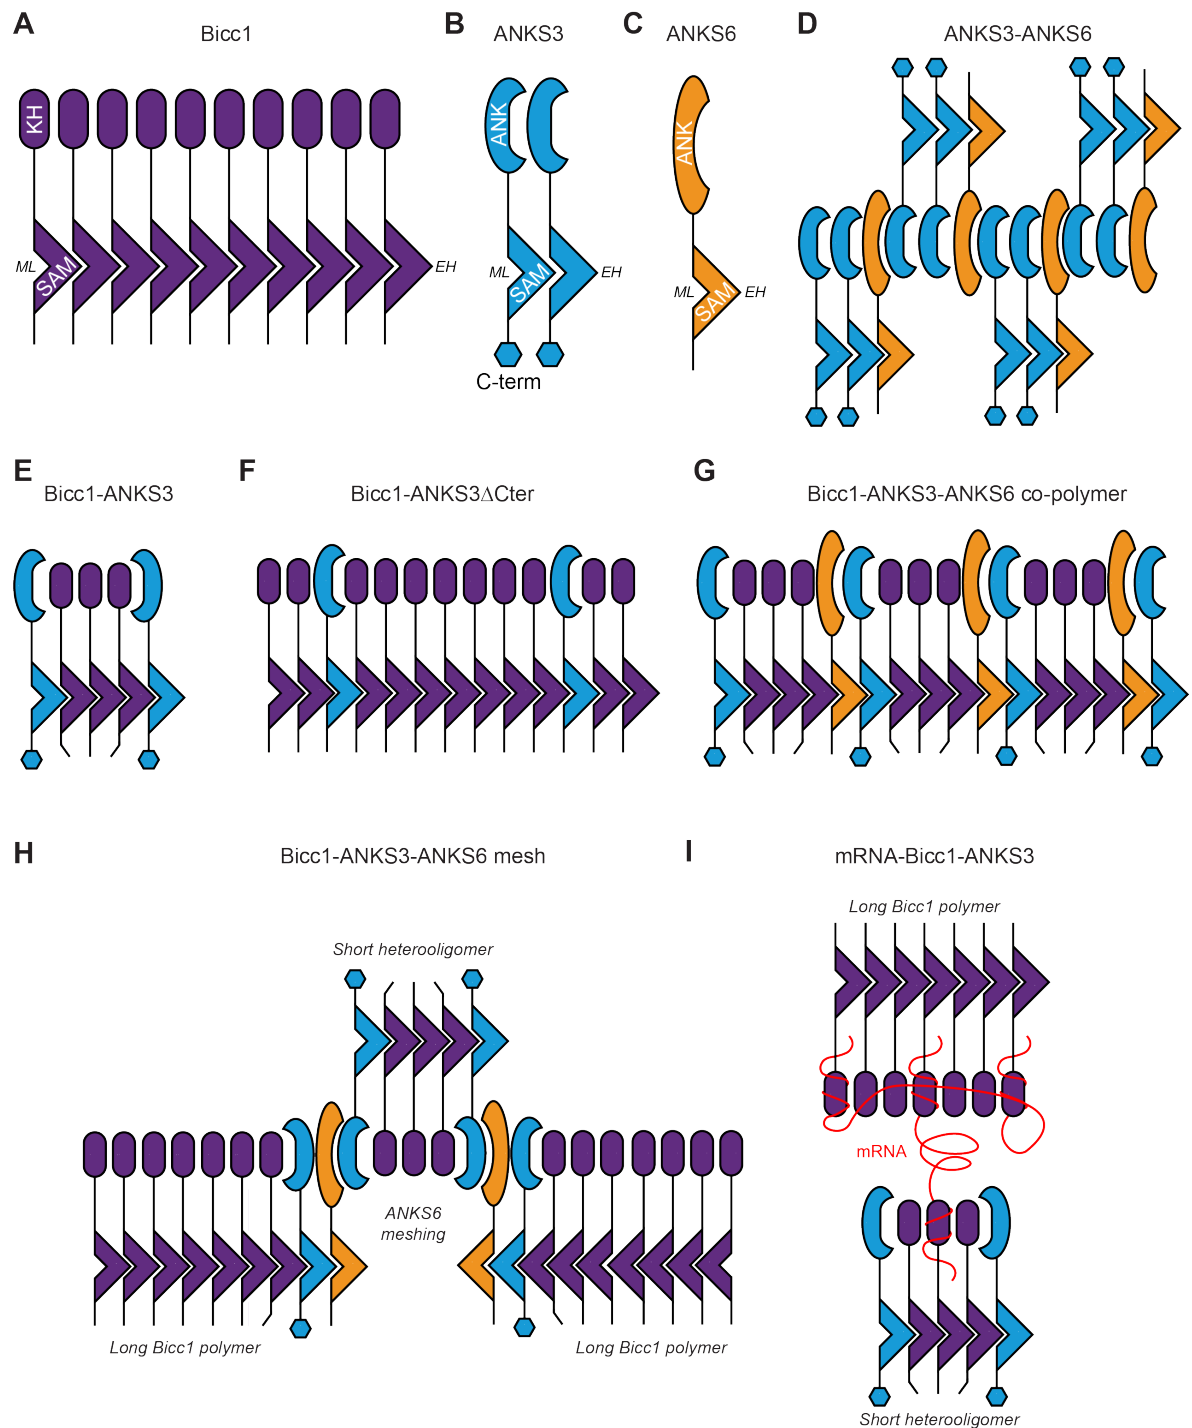 A
Bicc1
KH
ML
SAM
EH
B
ANKS3
ANK
ML
SAM
EH
C-term
C
ANKS6
ANK
ML
SAM
EH
D
ANKS3-ANKS6
E
Bicc1-ANKS3
F
Bicc1-ANKS3ΔCter
G
Bicc1-ANKS3-ANKS6 co-polymer
H
Bicc1-ANKS3-ANKS6 mesh
Short heterooligomer
ANKS6
meshing
Long Bicc1 polymer
Long Bicc1 polymer
I
mRNA-Bicc1-ANKS3
Long Bicc1 polymer
mRNA
Short heterooligomer